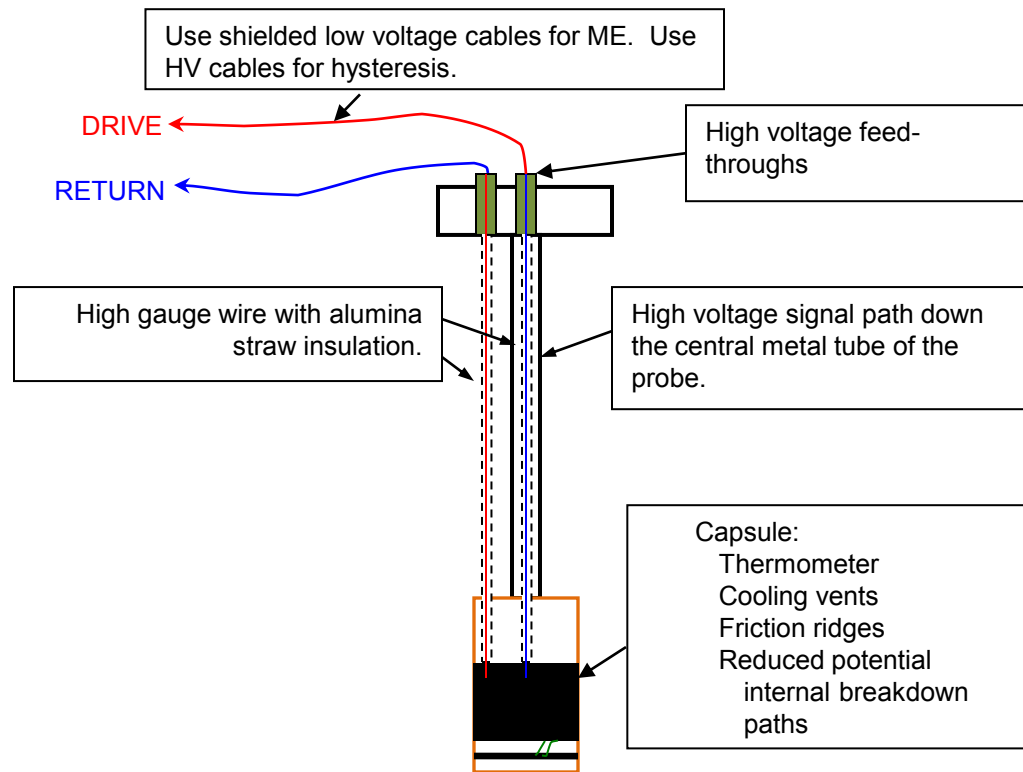 Use shielded low voltage cables for ME.  Use
HV cables for hysteresis.
DRIVE
RETURN
High voltage feed-
throughs
High gauge wire with alumina
straw insulation.
High voltage signal path down
the central metal tube of the
probe.
Capsule:
Thermometer
Cooling vents
Friction ridges
Reduced potential
internal breakdown
paths